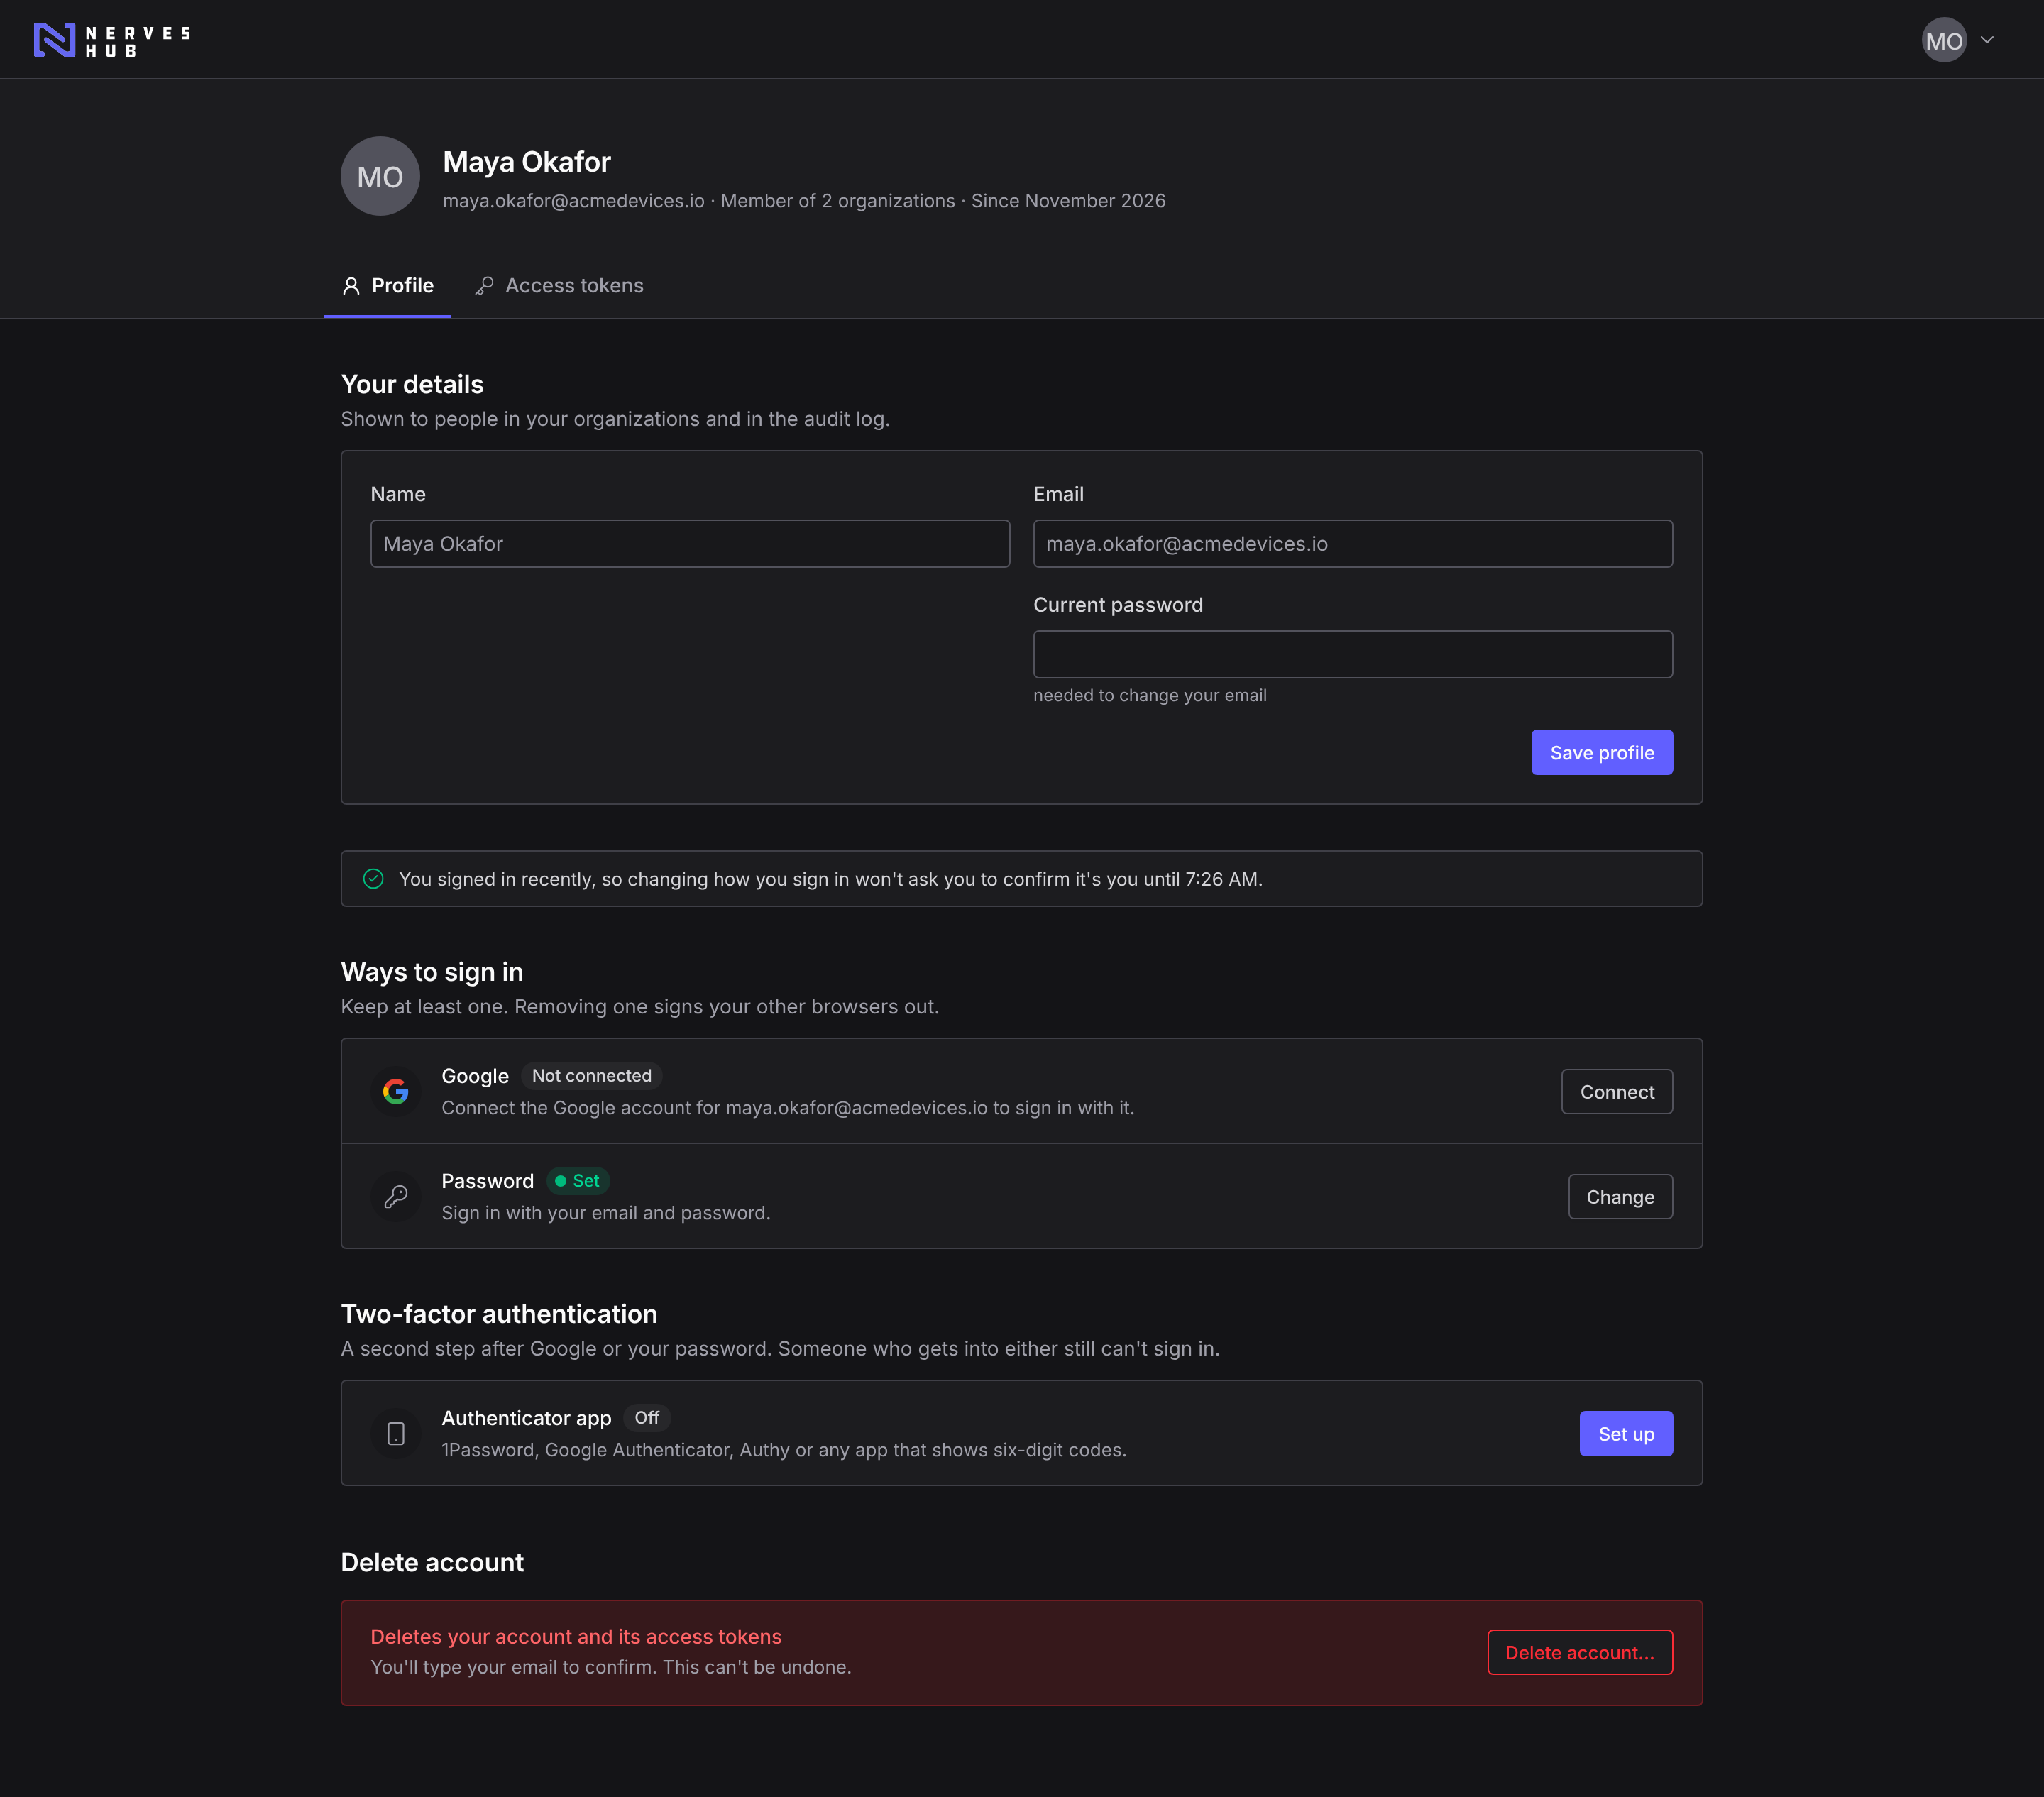 NERVES
HUB
MO
MO
Maya Okafor
maya.okafor@acmedevices.io · Member of 2 organizations · Since November 2026
Profile
Access tokens
Your details
Shown to people in your organizations and in the audit log.
Name
Email
Maya Okafor
maya.okafor@acmedevices.io
Current password
needed to change your email
Save profile
You signed in recently, so changing how you sign in won't ask you to confirm it's you until 7:26 AM.
Ways to sign in
Keep at least one. Removing one signs your other browsers out.
Google
Not connected
Connect the Google account for maya.okafor@acmedevices.io to sign in with it.
Connect
Password
Set
Sign in with your email and password.
Change
Two-factor authentication
A second step after Google or your password. Someone who gets into either still can't sign in.
Authenticator app
Off
1Password, Google Authenticator, Authy or any app that shows six-digit codes.
Set up
Delete account
Deletes your account and its access tokens
You'll type your email to confirm. This can't be undone.
Delete account...